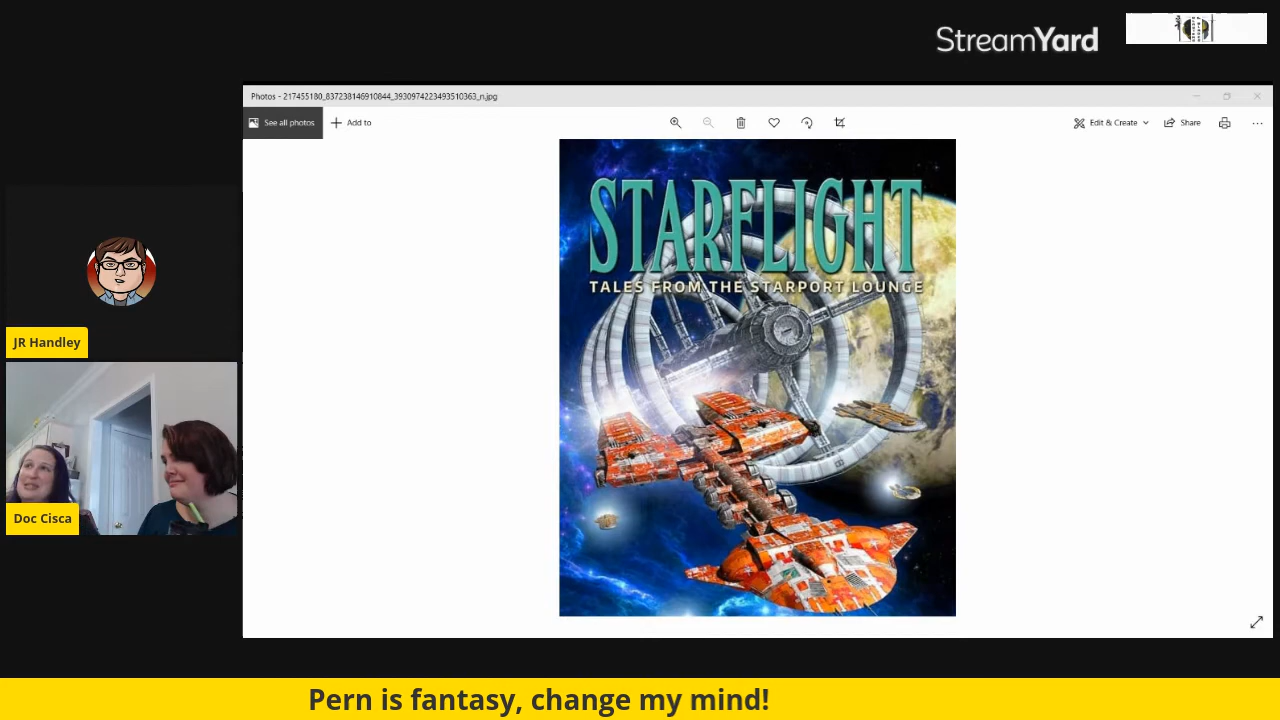 StreamYard
Photos - 217455180_837238146910844_3930974223493510363_n.jpg
See all photos
Add to
Edit & Create
Share
STARFLIGHT
TALES FROM THE STARPORT LOUNGE
JR Handley
Doc Cisca
Pern is fantasy, change my mind!